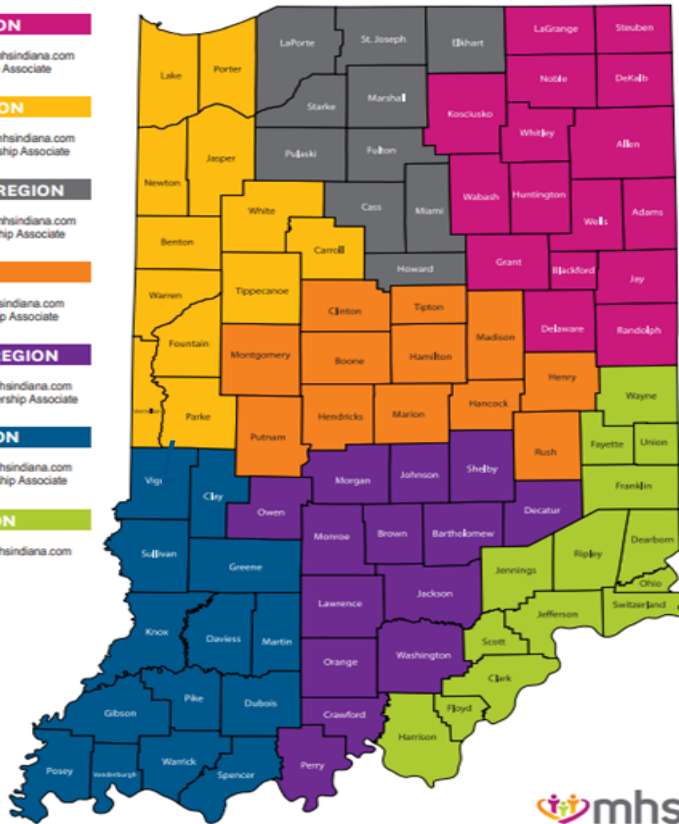 ON
mhsindiana.com
Associate
ON
mhsindiana.com
ship Associate
REGION
mhsindiana.com
hip Associate
sindiana.com
p Associate
REGION
hsindiana.com
ership Associate
ON
hsindiana.com
hip Associate
ON
hsindiana.com
LaPorte
St. Joseph
Elkhart
LaGrange
Steuben
Lake
Porter
Noble
DeKalb
Starke
Marshall
Kosciusko
Whitley
Allen
Pulaski
Fulton
Jasper
Newton
Wabash
Huntington
White
Cass
Miami
Wells
Adams
Benton
Carroll
Howard
Grant
Blackford
Jay
Warren
Tippecanoe
Clinton
Tipton
Madison
Delaware
Randolph
Fountain
Montgomery
Boone
Hamilton
Henry
Wayne
Parke
Putnam
Hendricks
Marion
Hancock
Rush
Fayette
Union
Vigo
Clay
Owen
Morgan
Johnson
Shelby
Decatur
Franklin
Sullivan
Greene
Monroe
Brown
Bartholomew
Jennings
Ripley
Dearborn
Ohio
Switzerland
Knox
Daviess
Martin
Lawrence
Jackson
Jefferson
Scott
Orange
Washington
Clark
Gibson
Pike
Dubois
Crawford
Floyd
Harrison
Posey
Vanderburgh
Warrick
Spencer
Perry
mhs